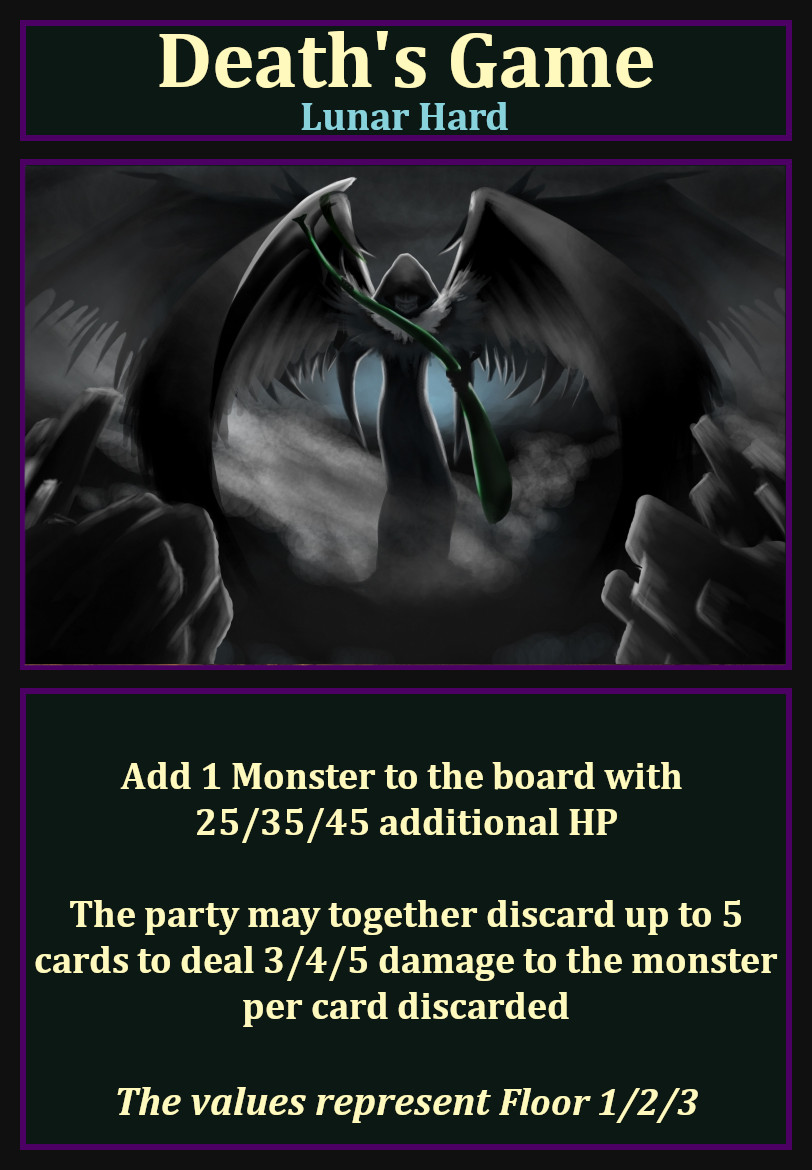 Death's Game
Lunar Hard
Add 1 Monster to the board with
25/35/45 additional HP
The party may together discard up to 5
cards to deal 3/4/5 damage to the monster
per card discarded
The values represent Floor 1/2/3